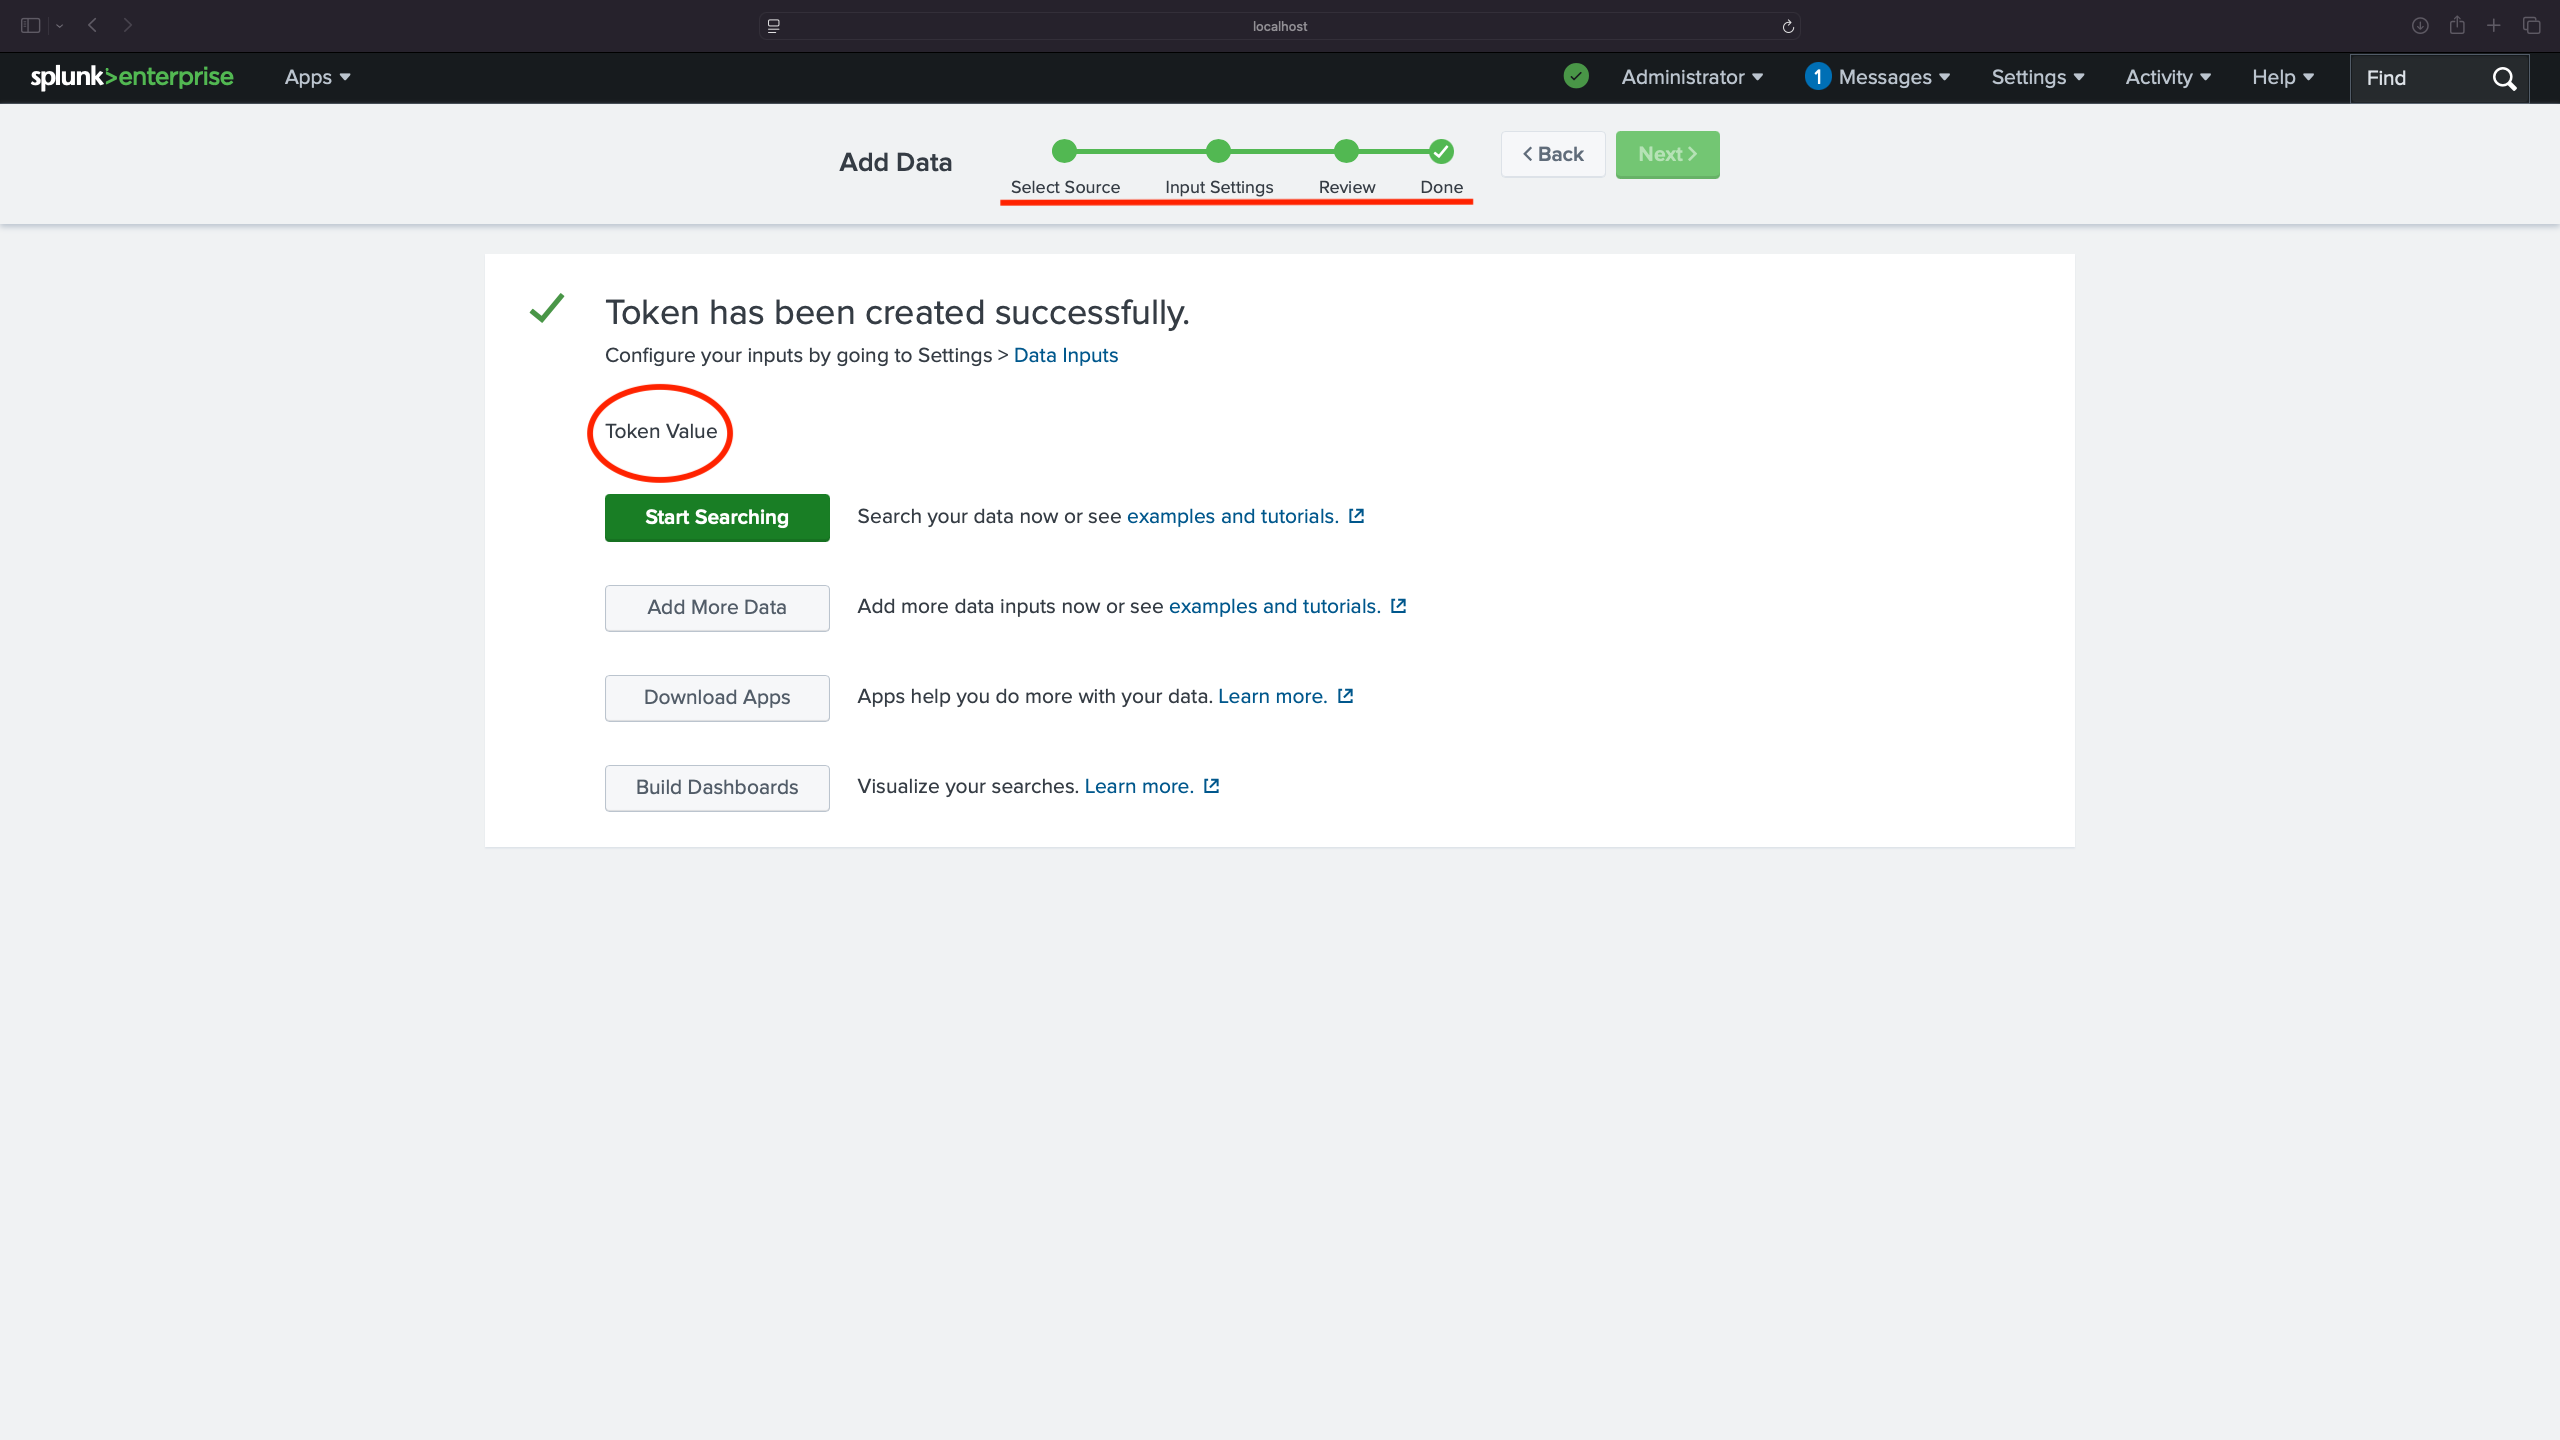 localhost
splunk>enterprise Apps Administrator 1 Messages Settings Activity Help Find
Add Data Select Source Input Settings Review Done < Back Next >
Token has been created successfully.
Configure your inputs by going to Settings > Data Inputs
Token Value
Start Searching Search your data now or see examples and tutorials.
Add More Data Add more data inputs now or see examples and tutorials.
Download Apps Apps help you do more with your data. Learn more.
Build Dashboards Visualize your searches. Learn more.